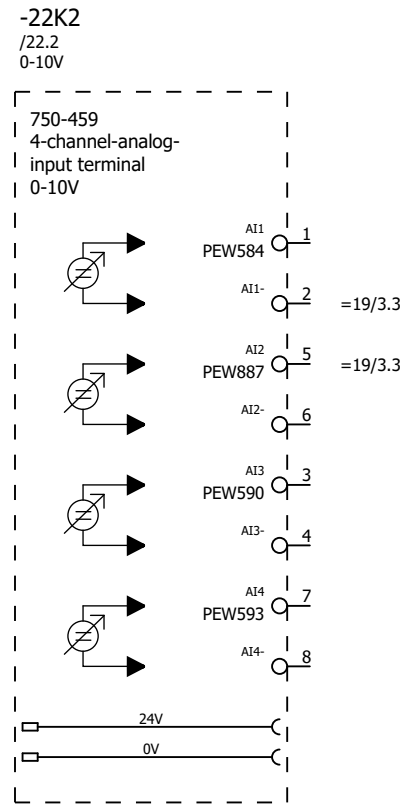 -22K2
/22.2
0-10V
750-459
4-channel-analog-
input terminal
0-10V
AI1
1
PEW584
AI1-
2
=19/3.3
AI2
5
=19/3.3
PEW887
AI2-
6
AI3
3
PEW590
AI3-
4
AI4
7
PEW593
AI4-
8
24V
0V